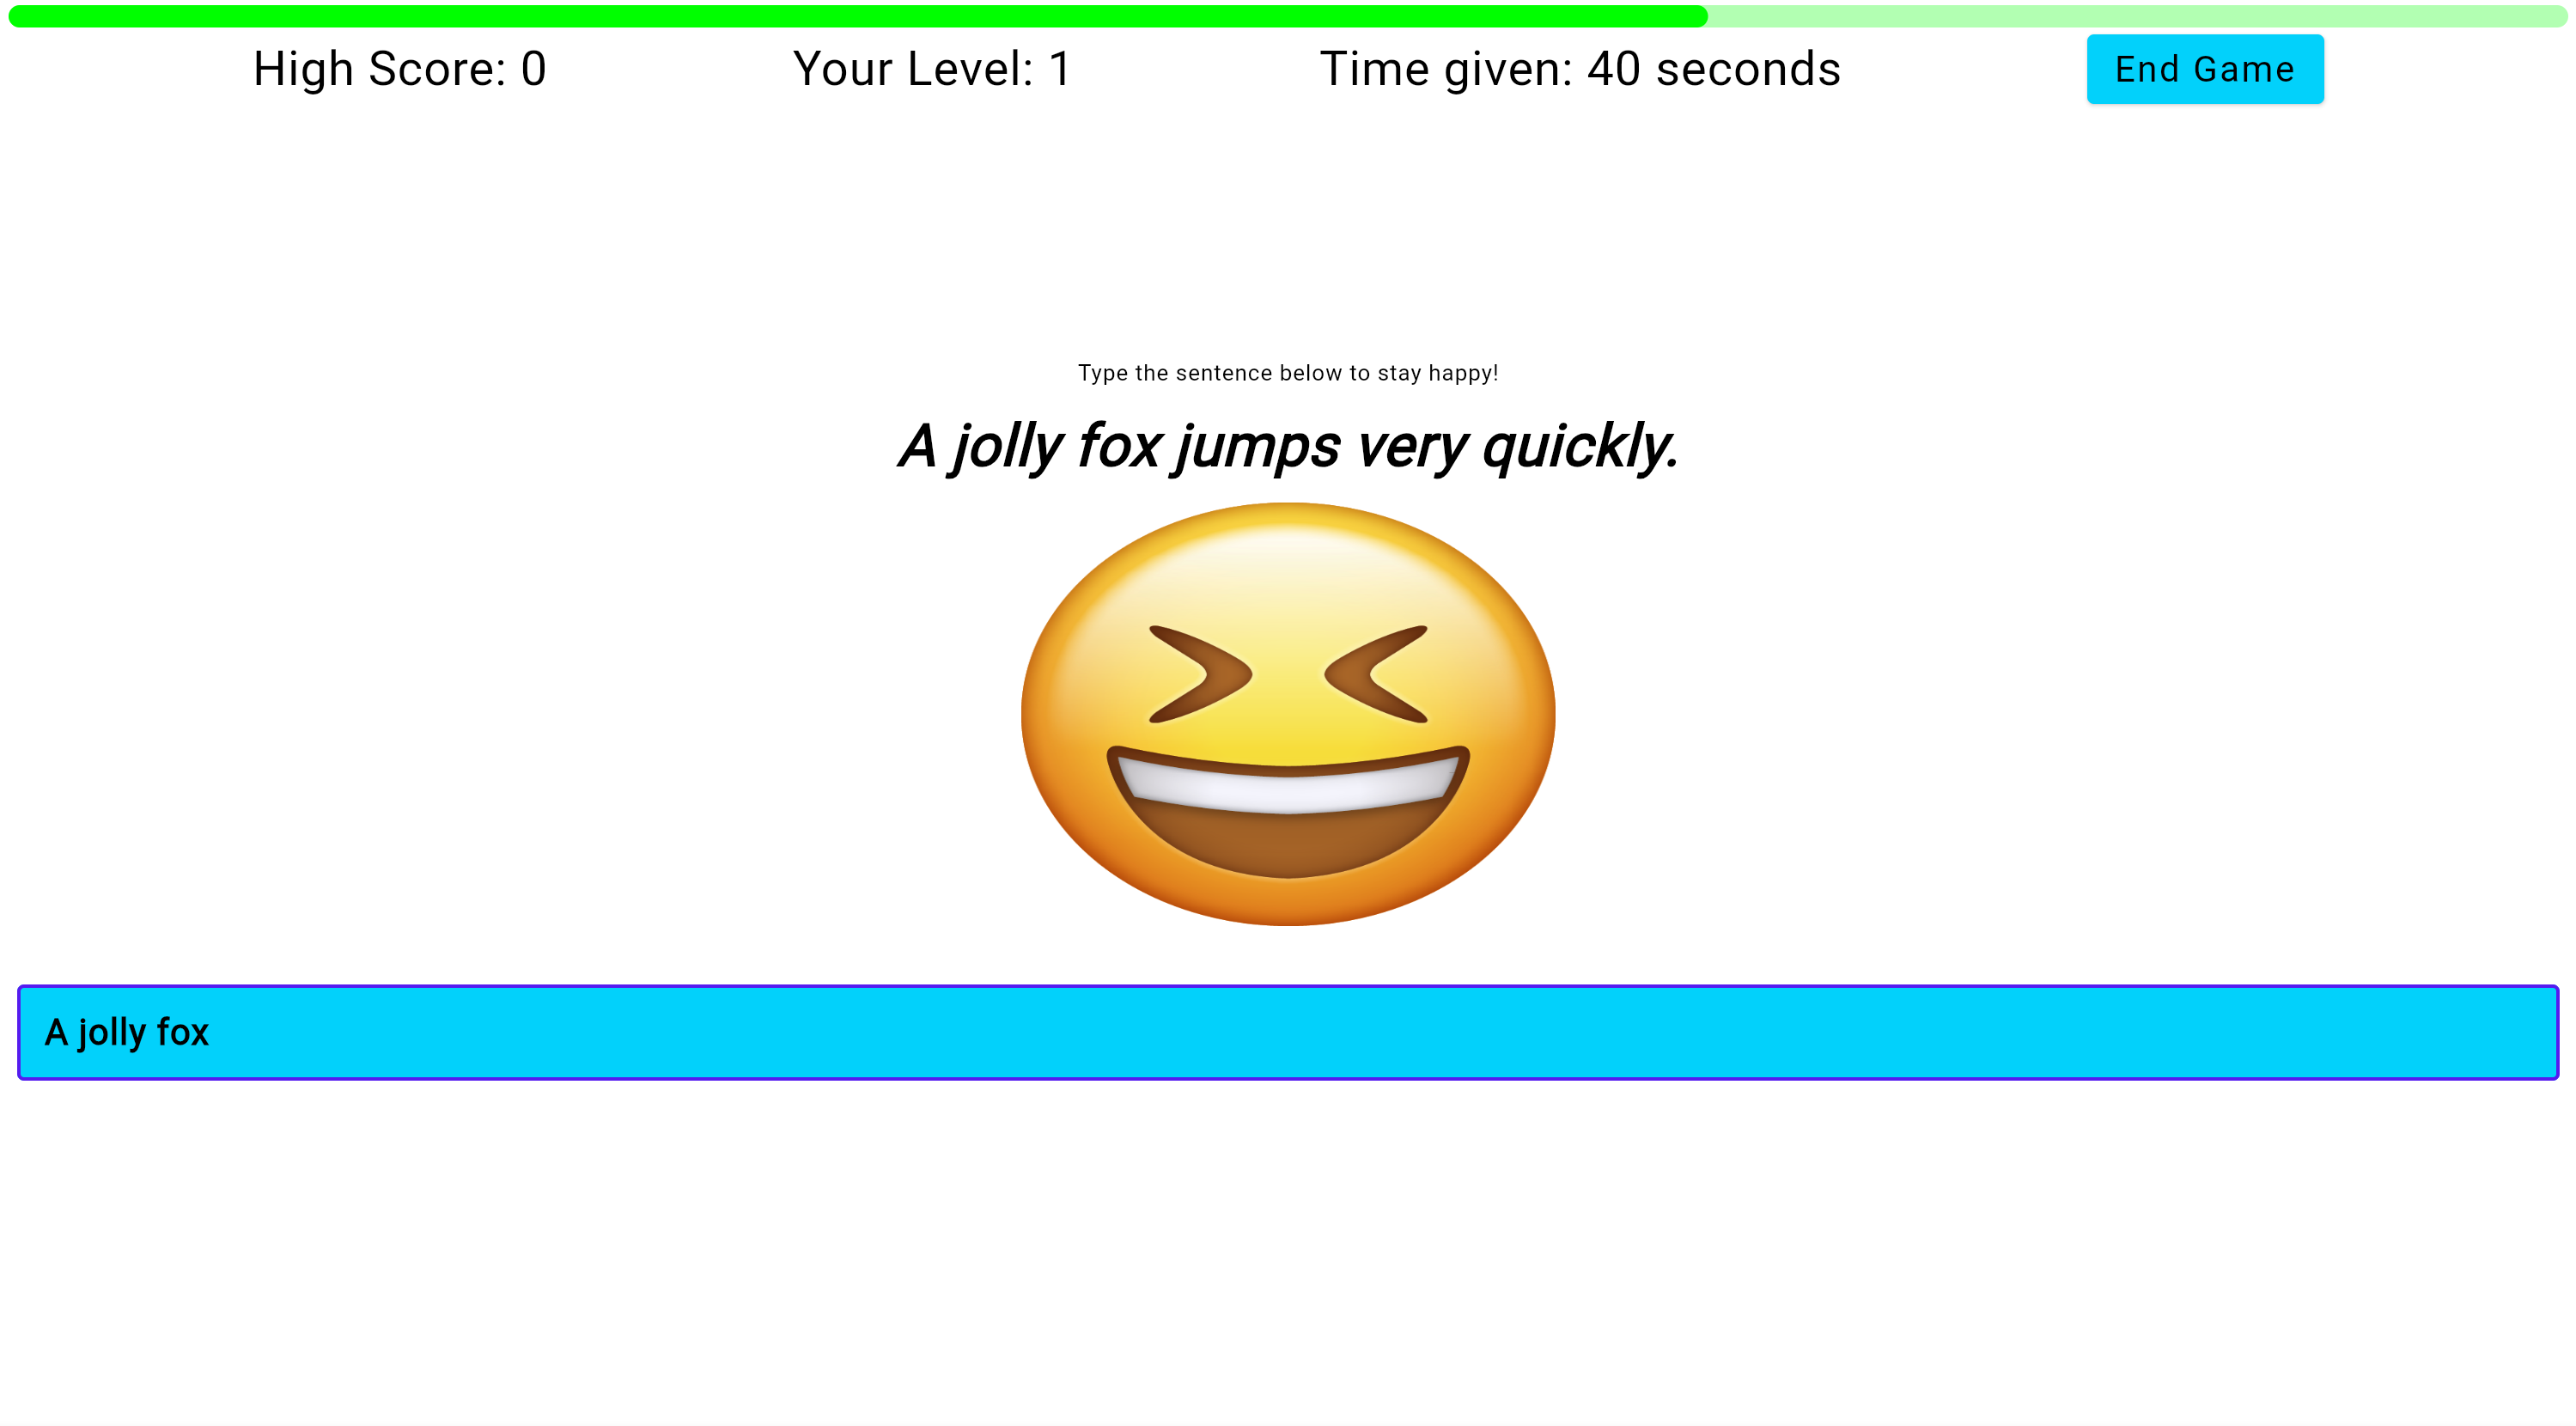 High Score: 0 Your Level: 1 Time given: 40 seconds End Game
Type the sentence below to stay happy!
A jolly fox jumps very quickly.
A jolly fox